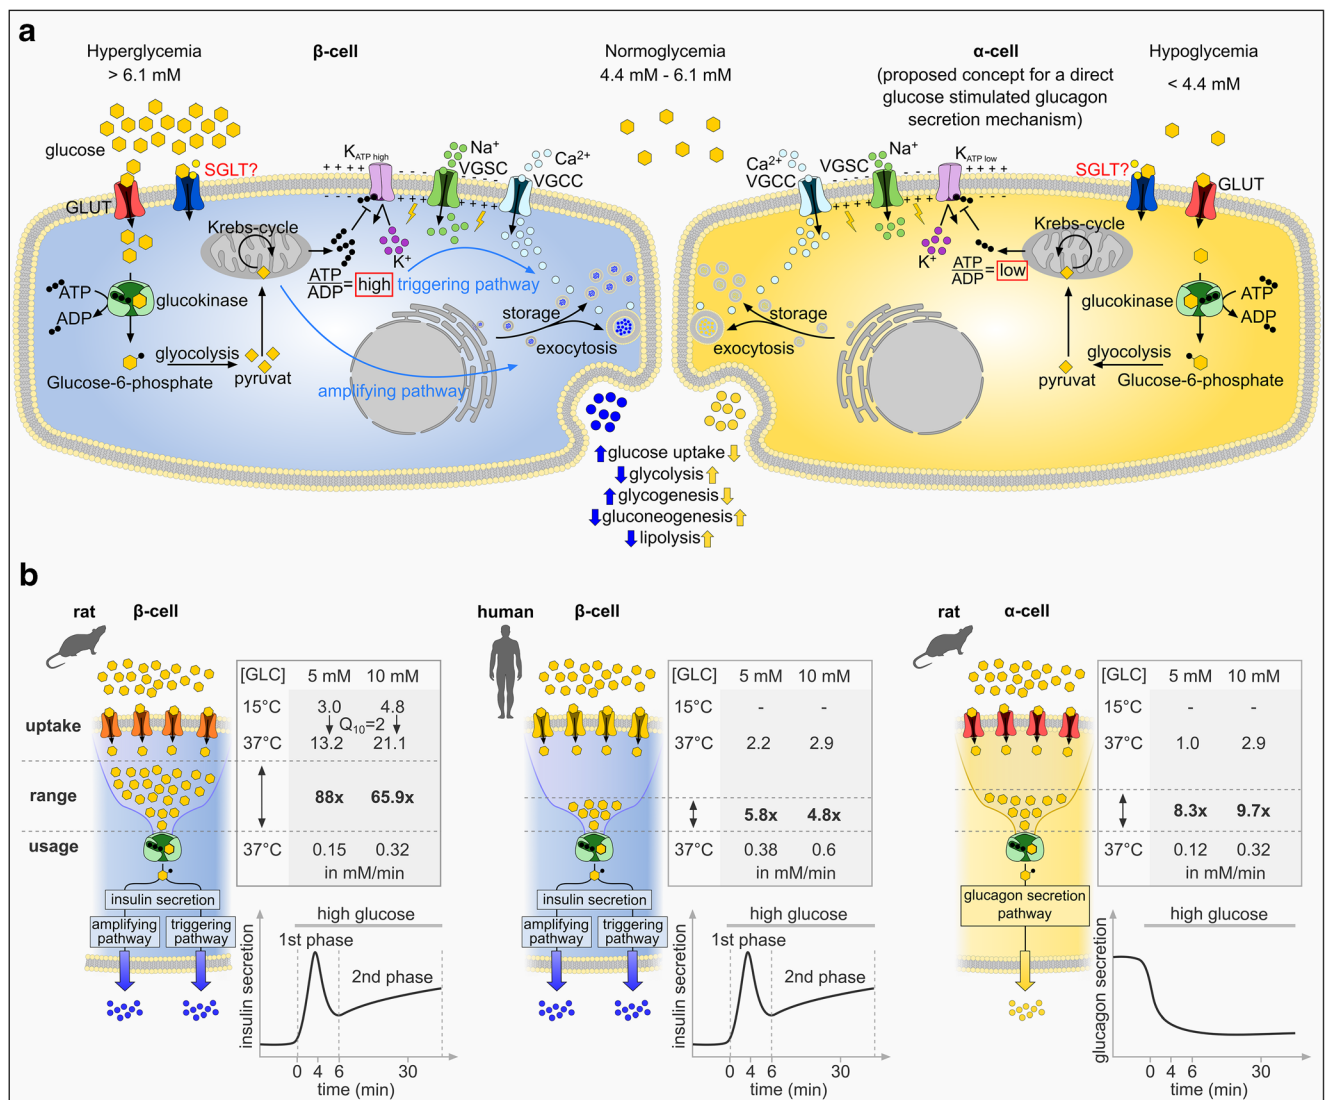 a
Hyperglycemia
> 6.1 mM
β-cell
Normoglycemia
4.4 mM - 6.1 mM
α-cell
(proposed concept for a direct
glucose stimulated glucagon
secretion mechanism)
Hypoglycemia
< 4.4 mM
glucose
SGLT?
GLUT
K ATP high
Na+
VGSC
Ca2+
VGCC
Krebs-cycle
K+
ATP
ADP
= high
triggering pathway
ATP
ADP
glucokinase
storage
exocytosis
glyocolysis
Glucose-6-phosphate
pyruvat
amplifying pathway
Ca2+
VGCC
VGSC
Na+
K ATP low
SGLT?
GLUT
Krebs-cycle
K+
ATP
ADP
= low
glucokinase
ATP
ADP
storage
exocytosis
glyocolysis
pyruvat
Glucose-6-phosphate
glucose uptake
glycolysis
glycogenesis
gluconeogenesis
lipolysis
b
rat
β-cell
uptake
range
usage
[GLC] 5 mM 10 mM
15°C 3.0 4.8
Q10=2
37°C 13.2 21.1
88x 65.9x
37°C 0.15 0.32
in mM/min
insulin secretion
amplifying
pathway
triggering
pathway
high glucose
1st phase
2nd phase
insulin secretion
0 4 6 30
time (min)
human
β-cell
[GLC] 5 mM 10 mM
15°C - -
37°C 2.2 2.9
5.8x 4.8x
37°C 0.38 0.6
in mM/min
insulin secretion
amplifying
pathway
triggering
pathway
high glucose
1st phase
2nd phase
insulin secretion
0 4 6 30
time (min)
rat
α-cell
[GLC] 5 mM 10 mM
15°C - -
37°C 1.0 2.9
8.3x 9.7x
37°C 0.12 0.32
in mM/min
glucagon secretion
pathway
high glucose
glucagon secretion
0 4 6 30
time (min)